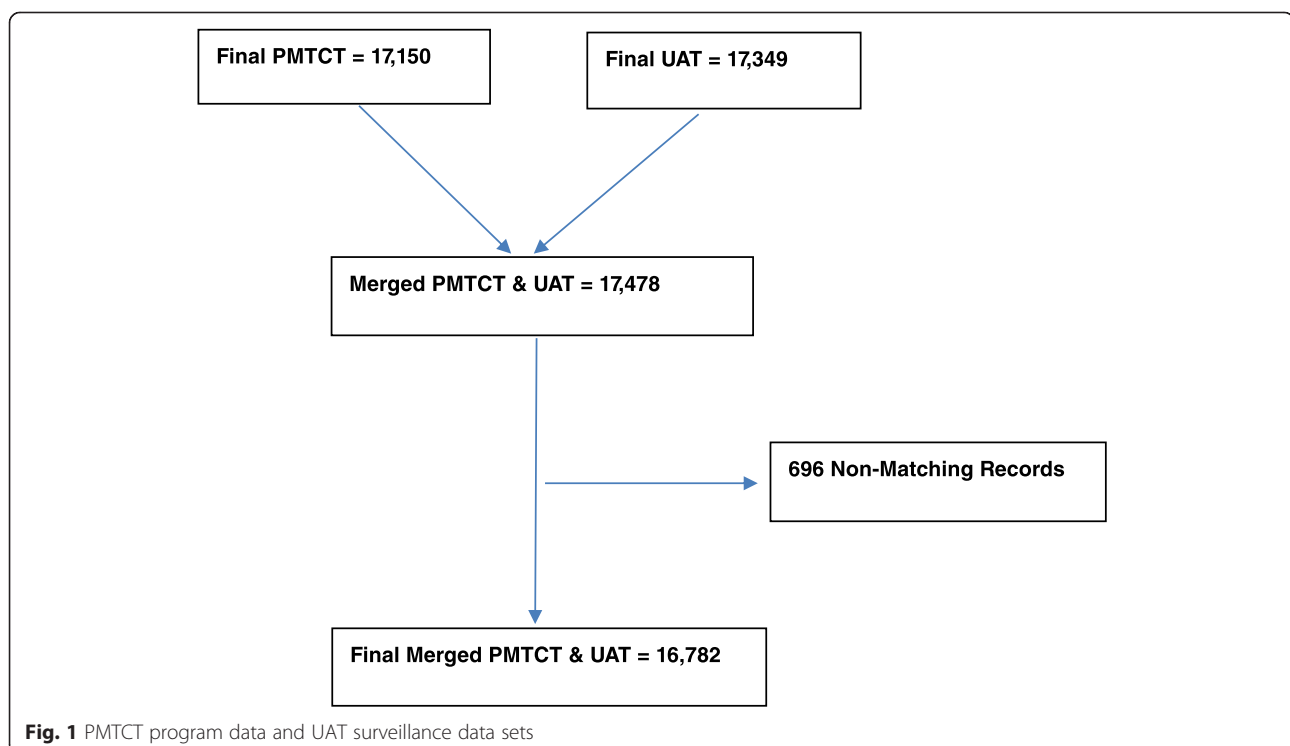 Final PMTCT = 17,150
Final UAT = 17,349
Merged PMTCT & UAT = 17,478
696 Non-Matching Records
Final Merged PMTCT & UAT = 16,782
Fig. 1 PMTCT program data and UAT surveillance data sets